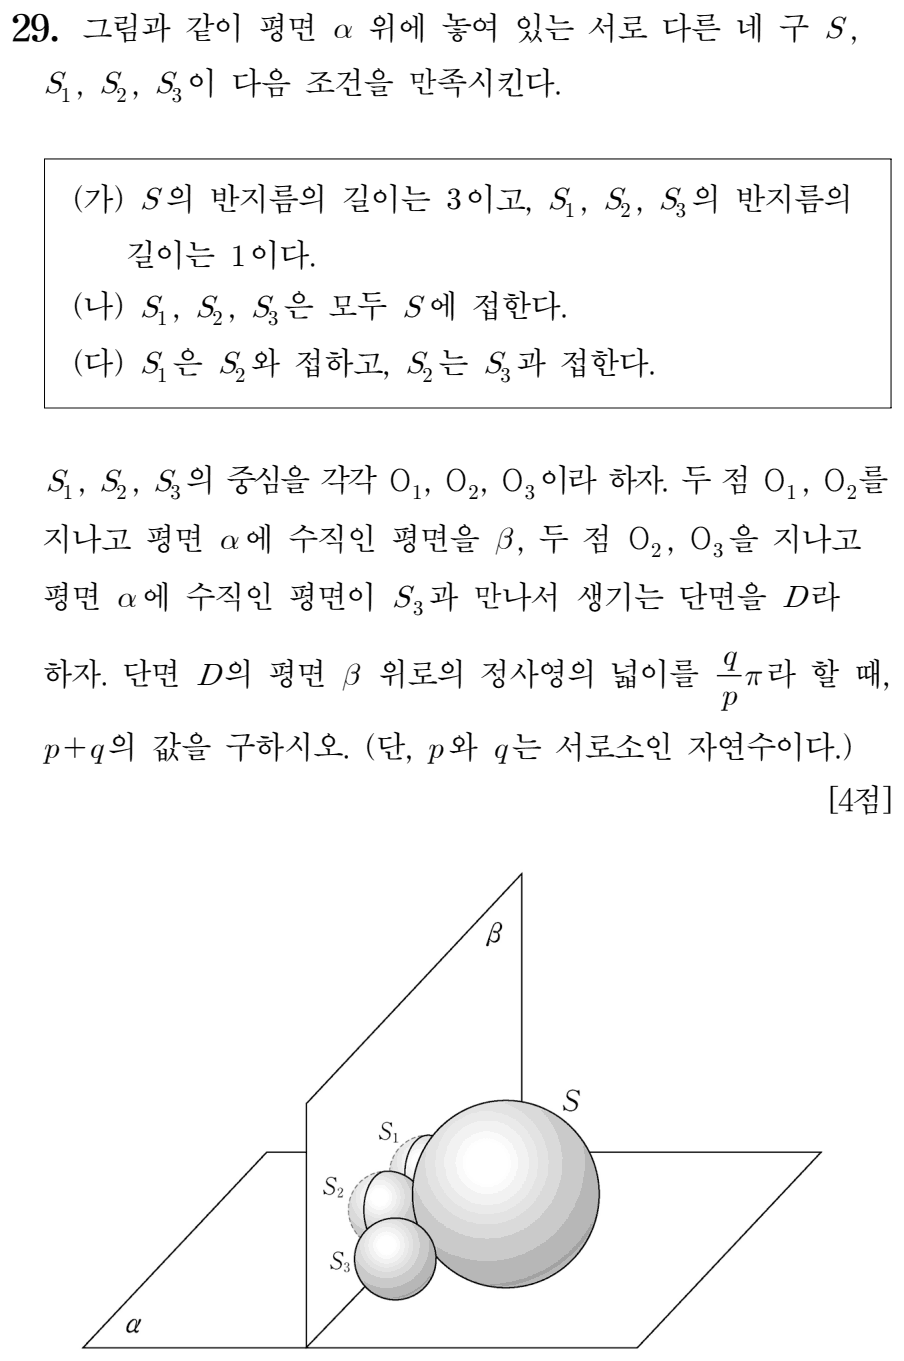 29. 그림과 같이 평면 α 위에 놓여 있는 서로 다른 네 구 S,
S₁, S₂, S₃이 다음 조건을 만족시킨다.
(가) S의 반지름의 길이는 3이고, S₁, S₂, S₃의 반지름의
길이는 1이다.
(나) S₁, S₂, S₃은 모두 S에 접한다.
(다) S₁은 S₂와 접하고, S₂는 S₃과 접한다.
S₁, S₂, S₃의 중심을 각각 O₁, O₂, O₃이라 하자. 두 점 O₁, O₂를
지나고 평면 α에 수직인 평면을 β, 두 점 O₂, O₃을 지나고
평면 α에 수직인 평면이 S₃과 만나서 생기는 단면을 D라
하자. 단면 D의 평면 β 위로의 정사영의 넓이를 q/p π라 할 때,
p+q의 값을 구하시오. (단, p와 q는 서로소인 자연수이다.)
[4점]
β
S
S₁
S₂
S₃
α